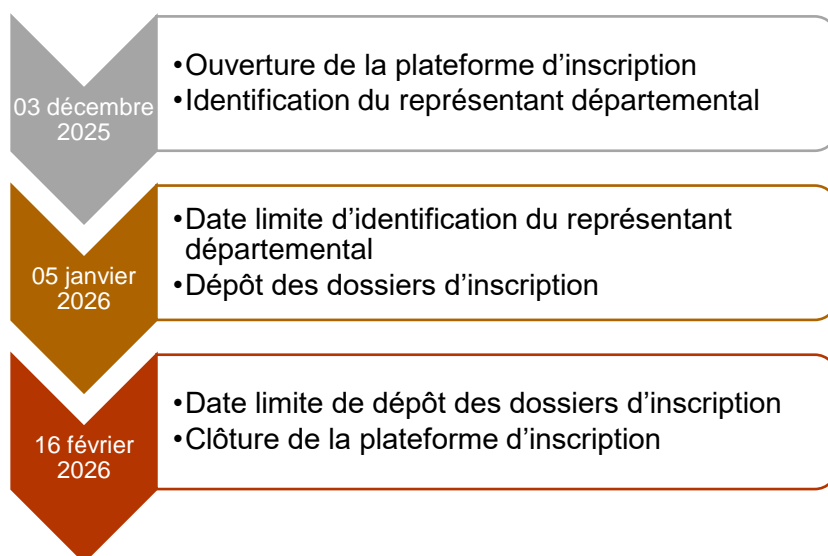 03 décembre
2025
•Ouverture de la plateforme d’inscription
•Identification du représentant départemental
05 janvier
2026
•Date limite d’identification du représentant
départemental
•Dépôt des dossiers d’inscription
16 février
2026
•Date limite de dépôt des dossiers d’inscription
•Clôture de la plateforme d’inscription